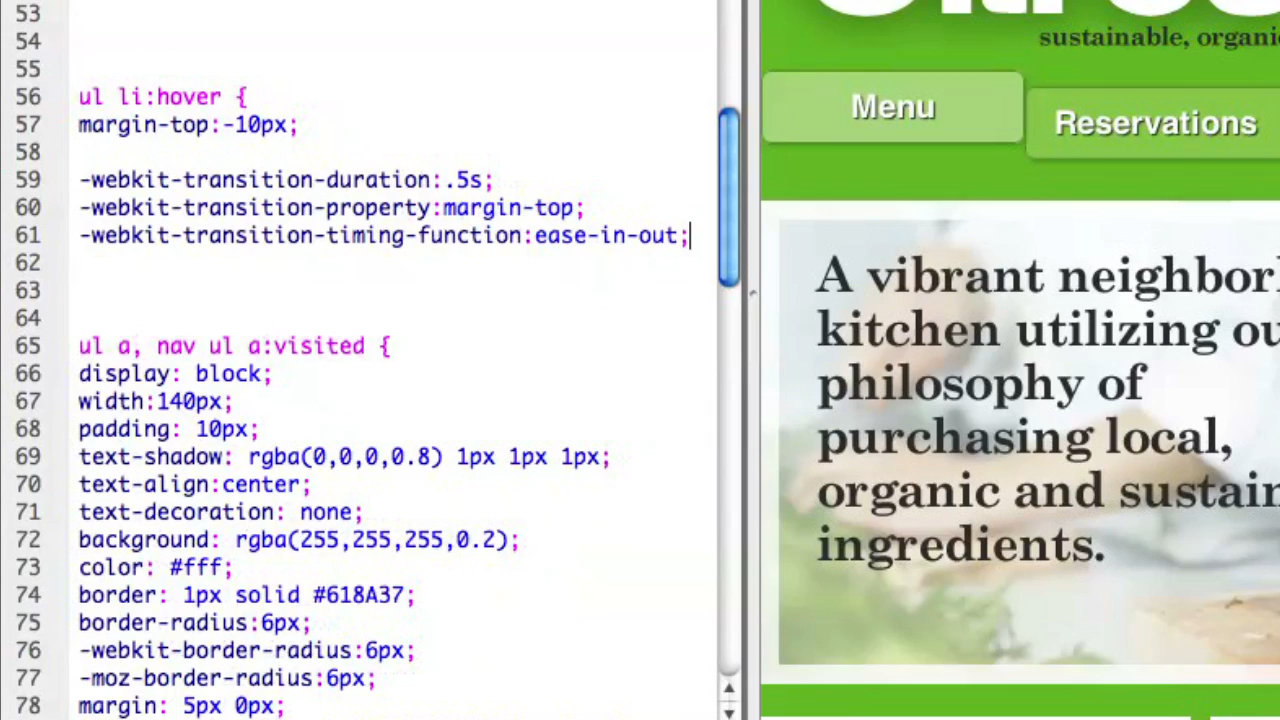 53
54
55
56 ul li:hover {
57 margin-top:-10px;
58
59 -webkit-transition-duration:.5s;
60 -webkit-transition-property:margin-top;
61 -webkit-transition-timing-function:ease-in-out;
62
63
64
65 ul a, nav ul a:visited {
66 display: block;
67 width:140px;
68 padding: 10px;
69 text-shadow: rgba(0,0,0,0.8) 1px 1px 1px;
70 text-align:center;
71 text-decoration: none;
72 background: rgba(255,255,255,0.2);
73 color: #fff;
74 border: 1px solid #618A37;
75 border-radius:6px;
76 -webkit-border-radius:6px;
77 -moz-border-radius:6px;
78 margin: 5px 0px;
sustainable, organi
Menu
Reservations
A vibrant neighborh
kitchen utilizing ou
philosophy of
purchasing local,
organic and sustain
ingredients.